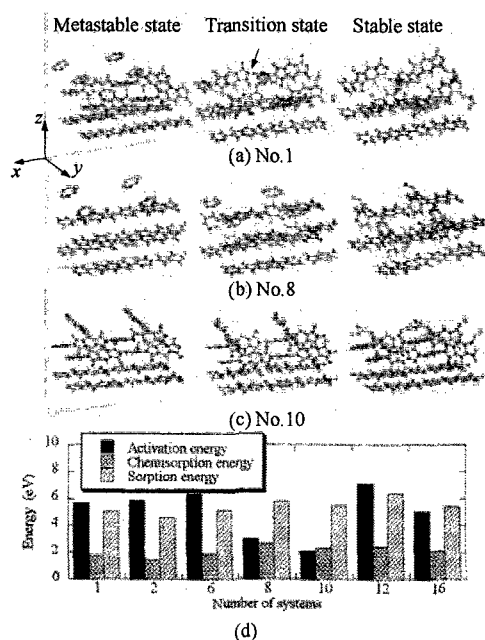 Metastable state Transition state Stable state
z
x
y
(a) No.1
(b) No.8
(c) No.10
10
8
6
4
2
0
Energy (eV)
Activation energy
Chemisorption energy
Sorption energy
1 2 6 8 10 12 16
Number of systems
(d)